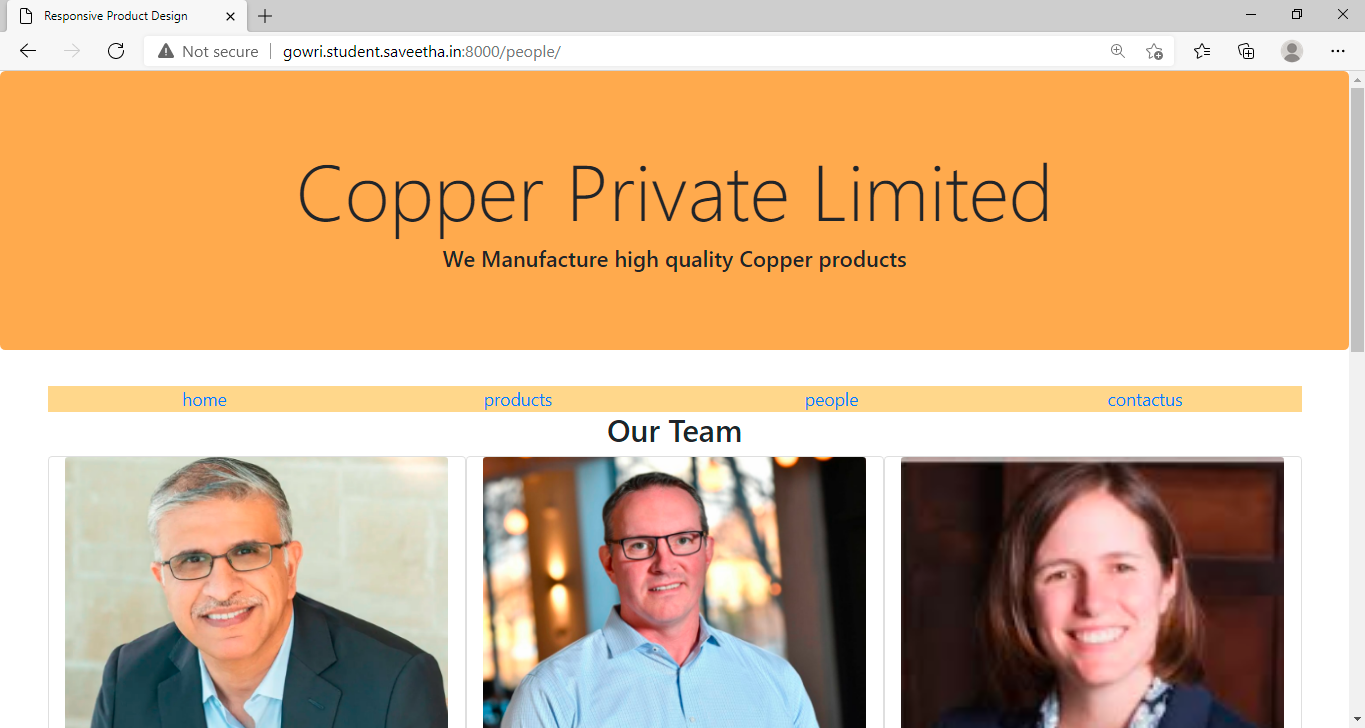 Responsive Product Design
Not secure
gowri.student.saveetha.in:8000/people/
Copper Private Limited
We Manufacture high quality Copper products
home products people contactus
Our Team